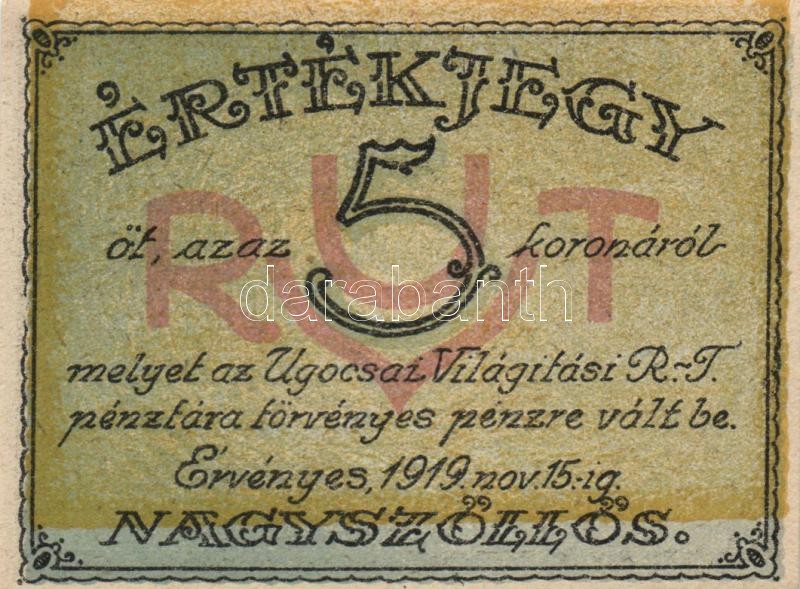 ÉRTÉKJEGY
5
R U T
V
öt, azaz koronáról
darabanth
melyet az Ugocsai Világitási R.-T.
pénztára törvényes pénzre vált be.
Érvényes, 1919. nov. 15.-ig.
NAGYSZŐLLŐS.